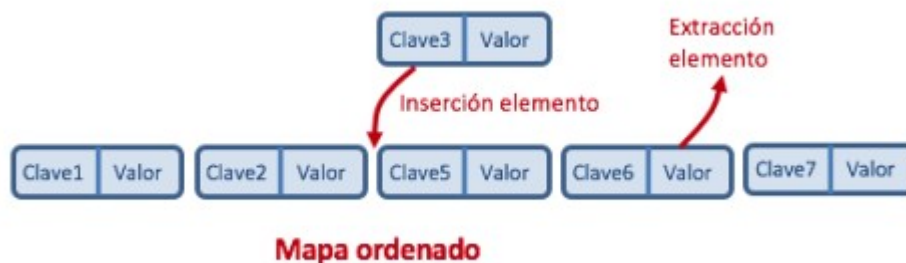 Clave3 Valor
Extracción
elemento
Inserción elemento
Clave1 Valor Clave2 Valor Clave5 Valor Clave6 Valor Clave7 Valor
Mapa ordenado